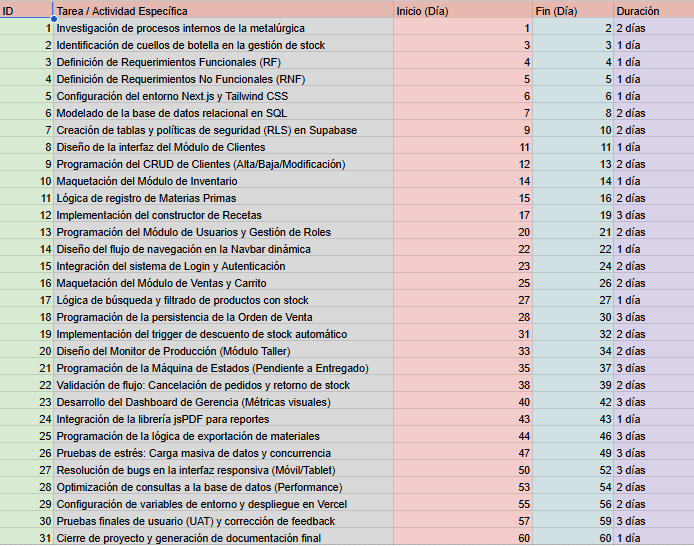 ID Tarea / Actividad Específica Inicio (Día) Fin (Día) Duración
1 Investigación de procesos internos de la metalúrgica 1 2 2 días
2 Identificación de cuellos de botella en la gestión de stock 3 3 1 día
3 Definición de Requerimientos Funcionales (RF) 4 4 1 día
4 Definición de Requerimientos No Funcionales (RNF) 5 5 1 día
5 Configuración del entorno Next.js y Tailwind CSS 6 6 1 día
6 Modelado de la base de datos relacional en SQL 7 8 2 días
7 Creación de tablas y políticas de seguridad (RLS) en Supabase 9 10 2 días
8 Diseño de la interfaz del Módulo de Clientes 11 11 1 día
9 Programación del CRUD de Clientes (Alta/Baja/Modificación) 12 13 2 días
10 Maquetación del Módulo de Inventario 14 14 1 día
11 Lógica de registro de Materias Primas 15 16 2 días
12 Implementación del constructor de Recetas 17 19 3 días
13 Programación del Módulo de Usuarios y Gestión de Roles 20 21 2 días
14 Diseño del flujo de navegación en la Navbar dinámica 22 22 1 día
15 Integración del sistema de Login y Autenticación 23 24 2 días
16 Maquetación del Módulo de Ventas y Carrito 25 26 2 días
17 Lógica de búsqueda y filtrado de productos con stock 27 27 1 día
18 Programación de la persistencia de la Orden de Venta 28 30 3 días
19 Implementación del trigger de descuento de stock automático 31 32 2 días
20 Diseño del Monitor de Producción (Módulo Taller) 33 34 2 días
21 Programación de la Máquina de Estados (Pendiente a Entregado) 35 37 3 días
22 Validación de flujo: Cancelación de pedidos y retorno de stock 38 39 2 días
23 Desarrollo del Dashboard de Gerencia (Métricas visuales) 40 42 3 días
24 Integración de la librería jsPDF para reportes 43 43 1 día
25 Programación de la lógica de exportación de materiales 44 46 3 días
26 Pruebas de estrés: Carga masiva de datos y concurrencia 47 49 3 días
27 Resolución de bugs en la interfaz responsiva (Móvil/Tablet) 50 52 3 días
28 Optimización de consultas a la base de datos (Performance) 53 54 2 días
29 Configuración de variables de entorno y despliegue en Vercel 55 56 2 días
30 Pruebas finales de usuario (UAT) y corrección de feedback 57 59 3 días
31 Cierre de proyecto y generación de documentación final 60 60 1 día